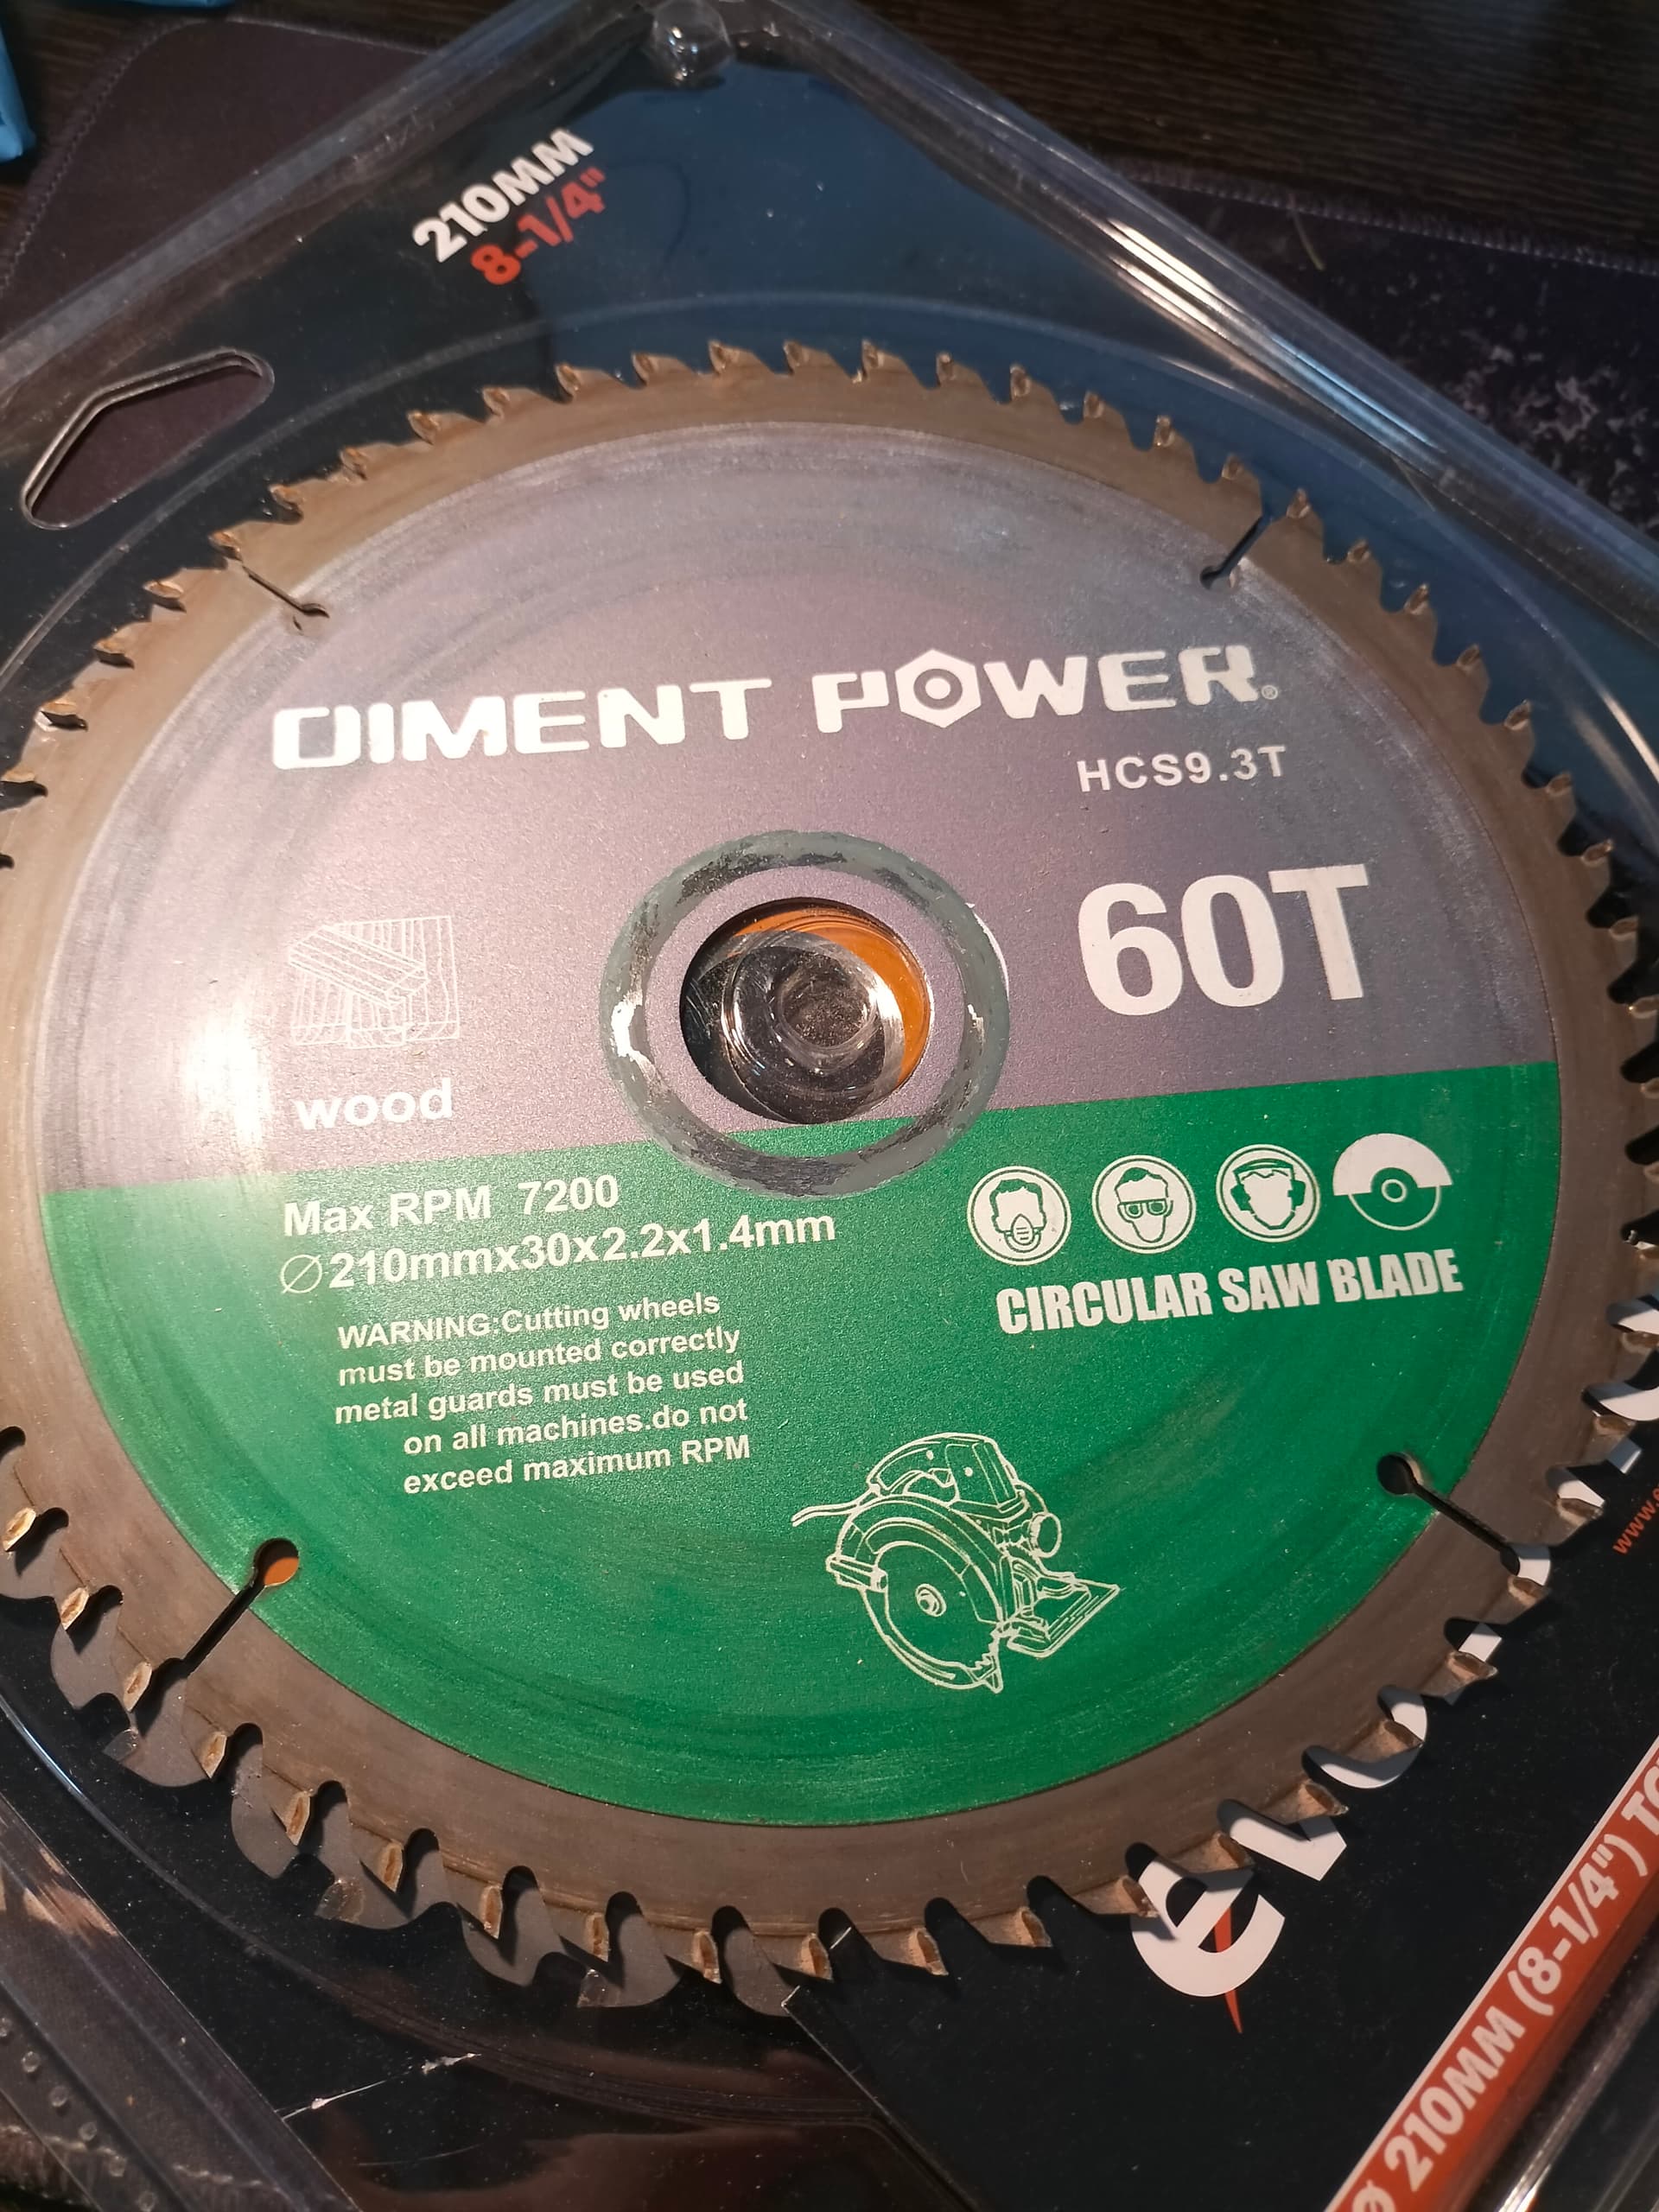 210MM
8-1/4"
DIMENT POWER®
HCS9.3T
60T
wood
Max RPM 7200
Ø210mmx30x2.2x1.4mm
WARNING:Cutting wheels
must be mounted correctly
metal guards must be used
on all machines.do not
exceed maximum RPM
CIRCULAR SAW BLADE
www.
Ø 210MM (8-1/4")